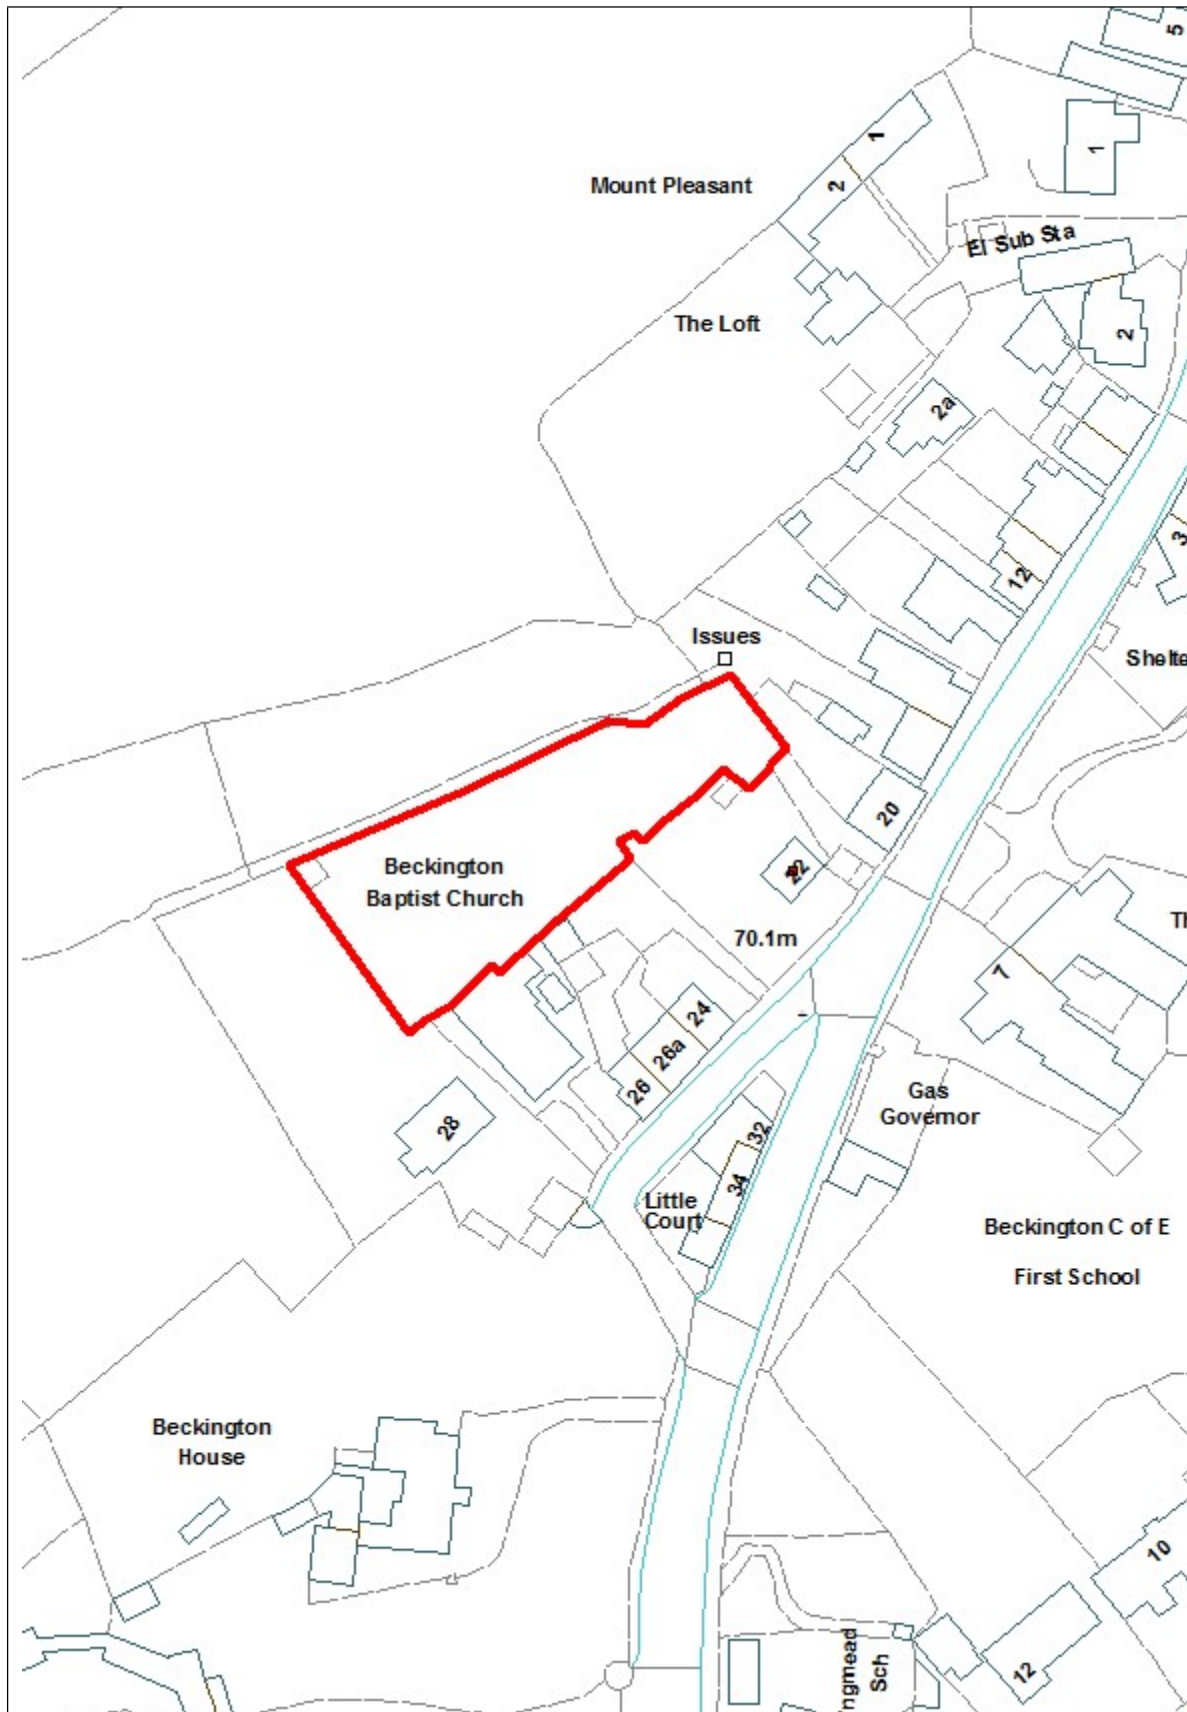 5
1
Mount Pleasant
2
1
El Sub Sta
The Loft
2
2a
12
3
Issues
Shelte
20
Beckington
Baptist Church
22
70.1m
Th
7
24
26a
26
28
Gas
Governor
32
34
Little
Court
Beckington C of E
First School
Beckington
House
10
12
ngmead
Sch